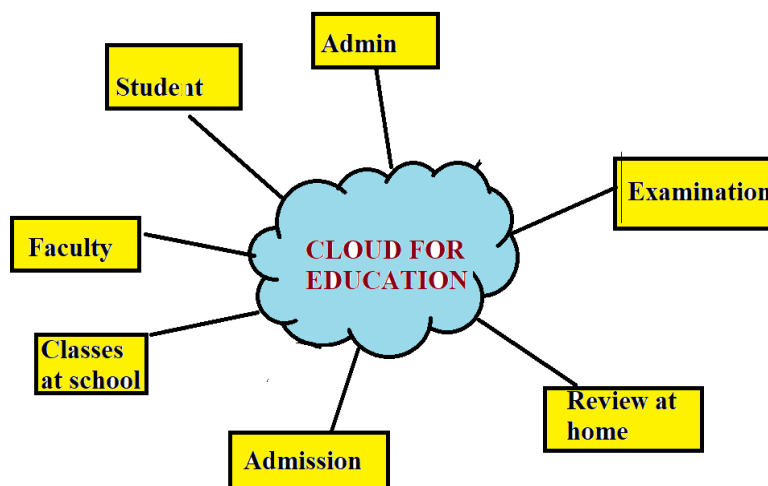 Admin
Student
Examination
Faculty
CLOUD FOR
EDUCATION
Classes
at school
Review at
home
Admission